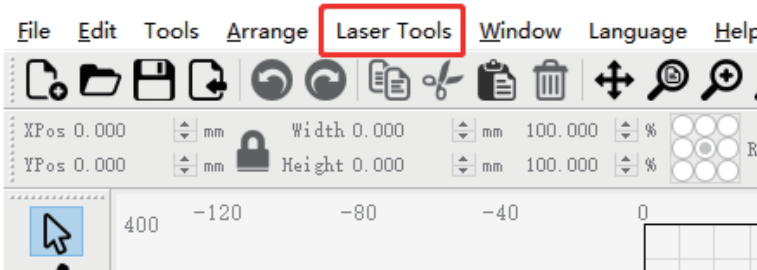 File Edit Tools Arrange Laser Tools Window Language Help
XPos 0.000 mm Width 0.000 mm 100.000 %
YPos 0.000 mm Height 0.000 mm 100.000 %
400 -120 -80 -40 0